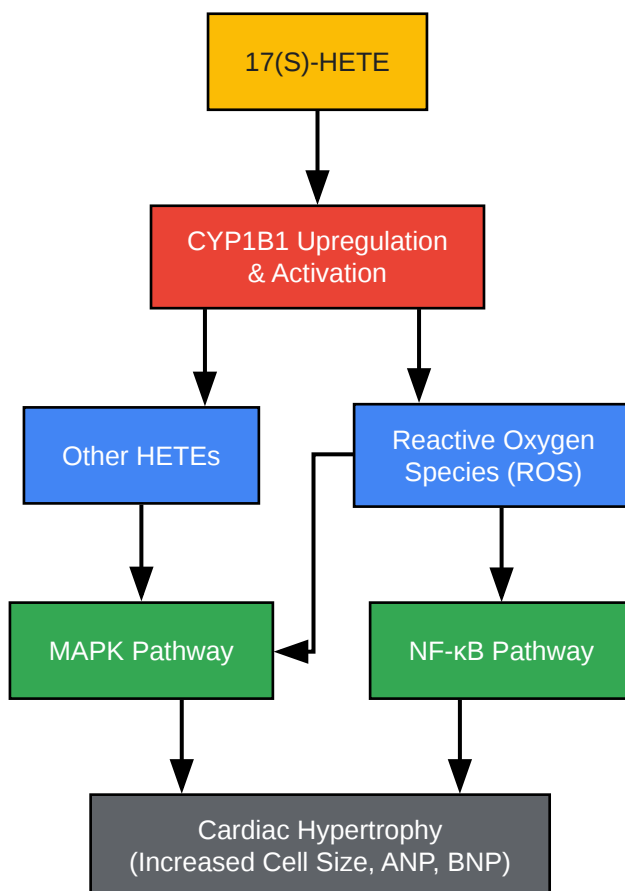 17(S)-HETE
CYP1B1 Upregulation
& Activation
Other HETEs
Reactive Oxygen
Species (ROS)
MAPK Pathway
NF-κB Pathway
Cardiac Hypertrophy
(Increased Cell Size, ANP, BNP)